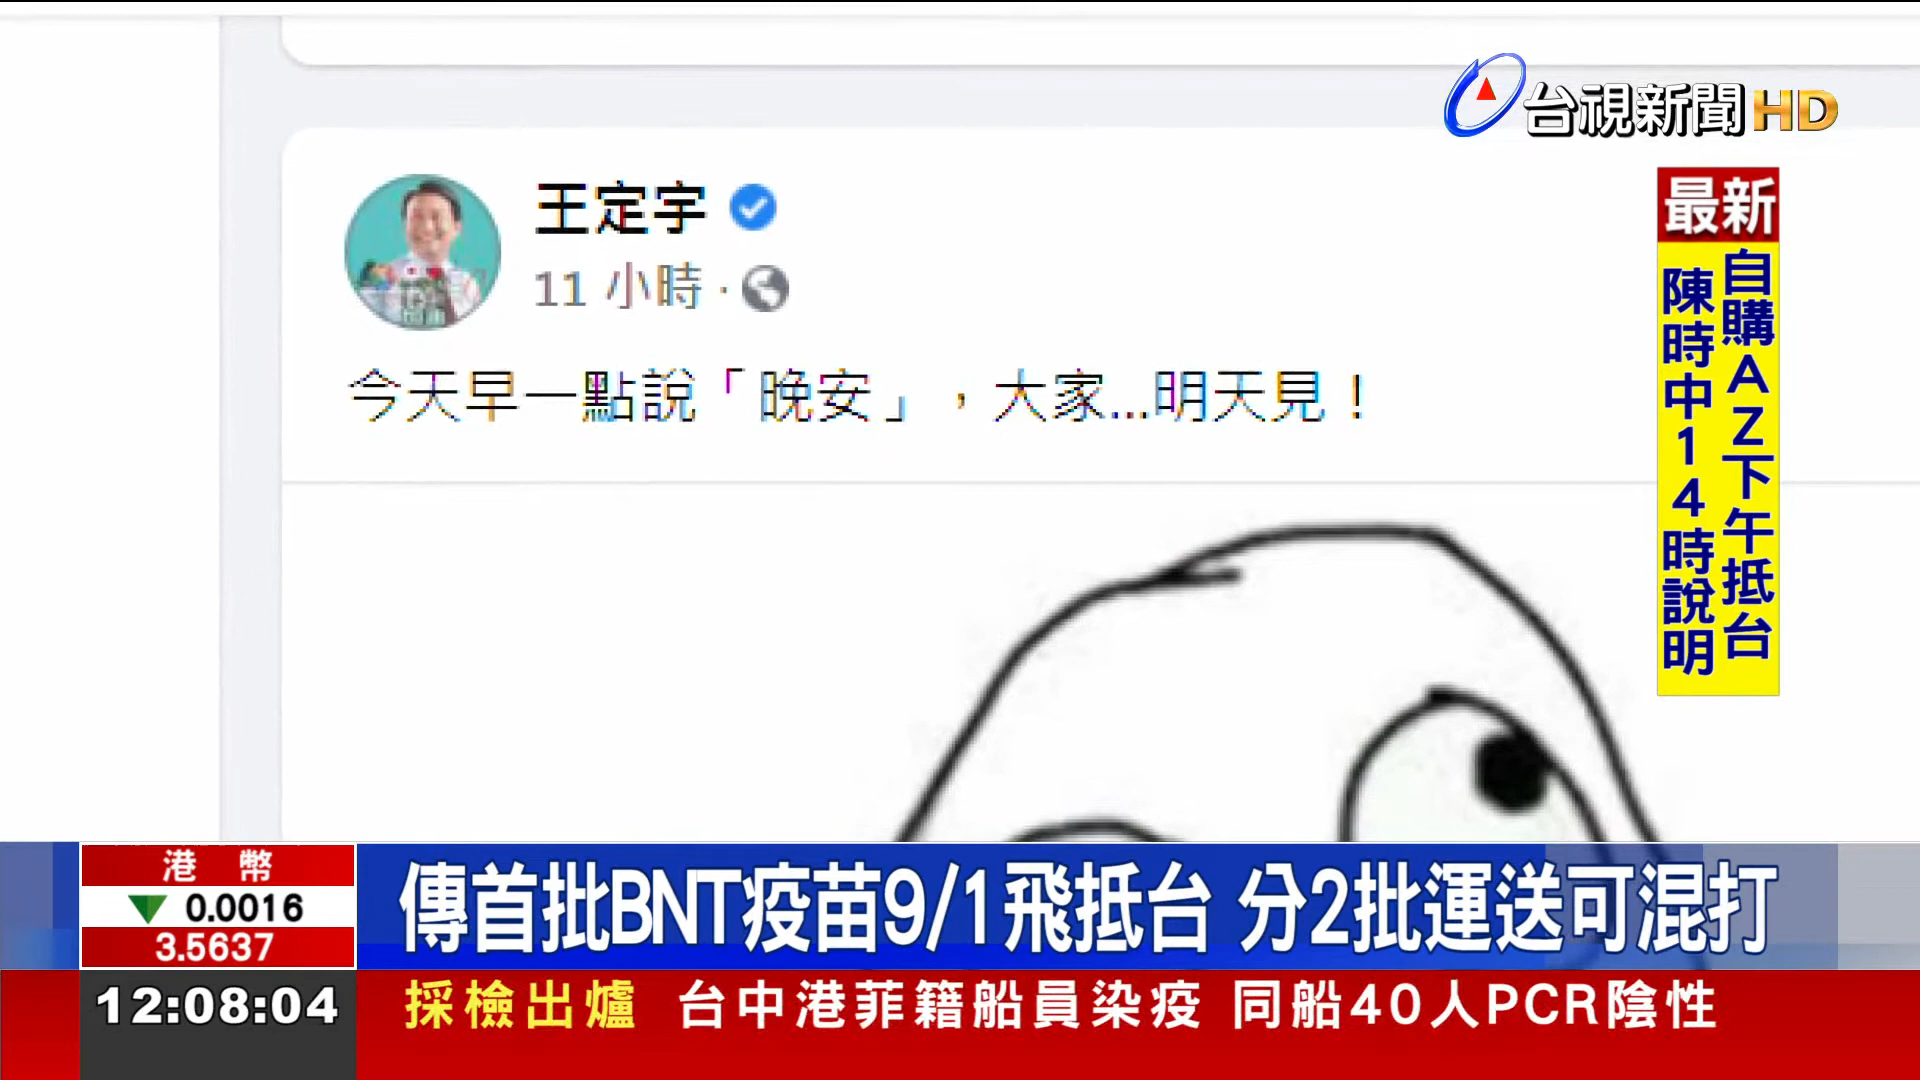 台視新聞HD
王定宇
11 小時 ·
今天早一點說「晚安」，大家...明天見！
最新
自購AZ下午抵台
陳時中14時說明
港 幣
0.0016
3.5637
傳首批BNT疫苗9/1飛抵台 分2批運送可混打
12:08:04
採檢出爐 台中港菲籍船員染疫 同船40人PCR陰性